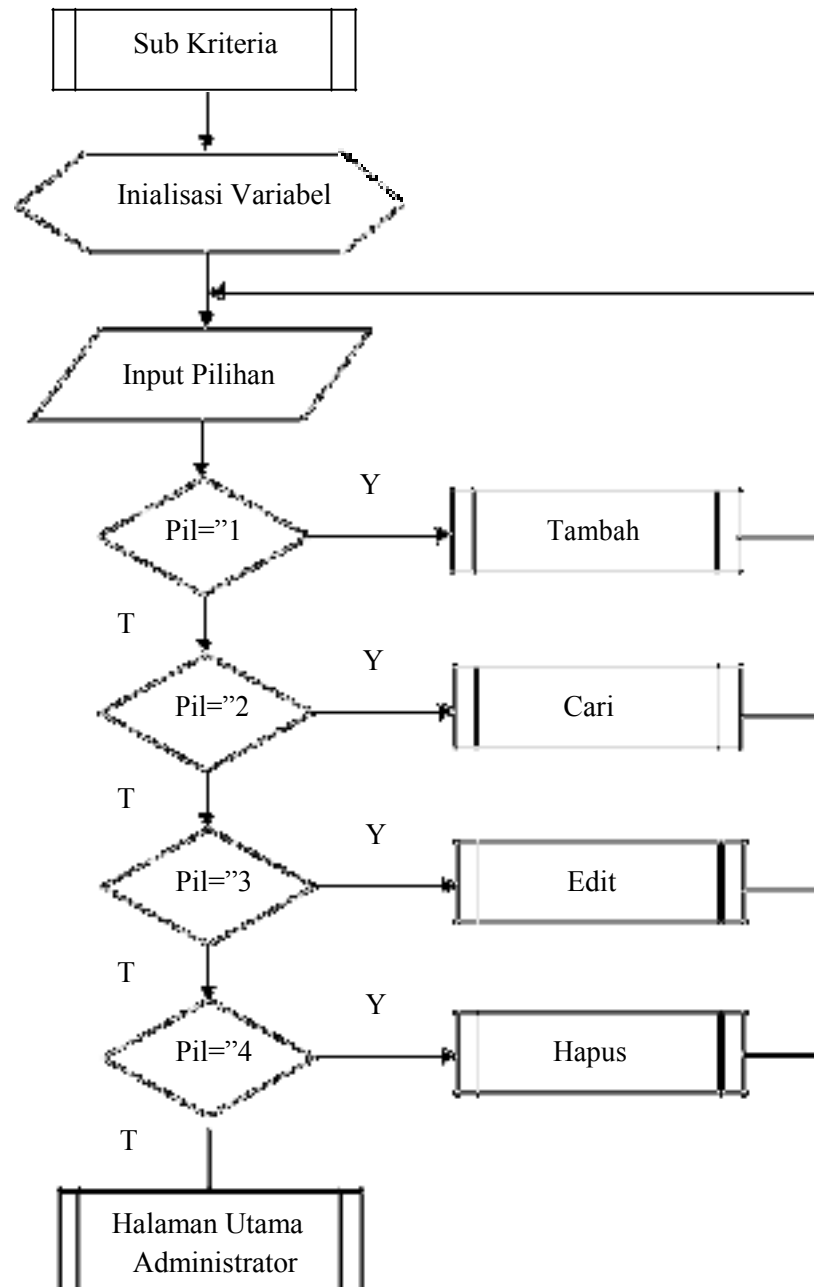 Sub Kriteria
Inialisasi Variabel
Input Pilihan
Y
Pil=”1
Tambah
T
Y
Pil=”2
Cari
T
Y
Pil=”3
Edit
T
Y
Pil=”4
Hapus
T
Halaman Utama
Administrator